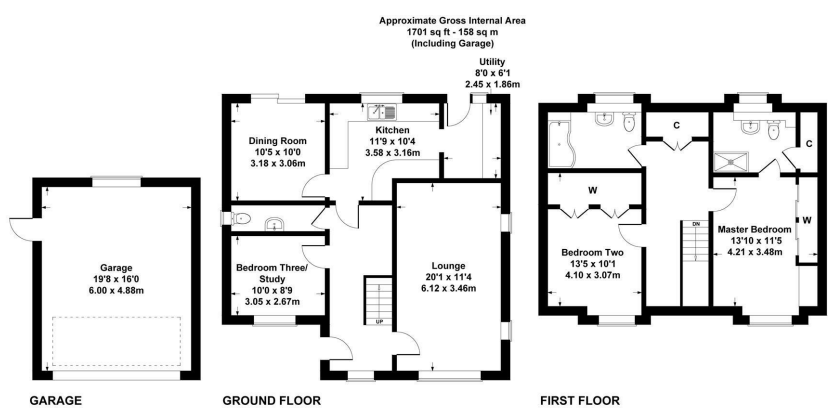 Approximate Gross Internal Area
1701 sq ft - 158 sq m
(Including Garage)
Utility
8'0 x 6'1
2.45 x 1.86m
Dining Room
10'5 x 10'0
3.18 x 3.06m
Kitchen
11'9 x 10'4
3.58 x 3.16m
Garage
19'8 x 16'0
6.00 x 4.88m
Bedroom Three/
Study
10'0 x 8'9
3.05 x 2.67m
UP
Lounge
20'1 x 11'4
6.12 x 3.46m
C
C
W
DN
W
Bedroom Two
13'5 x 10'1
4.10 x 3.07m
Master Bedroom
13'10 x 11'5
4.21 x 3.48m
GARAGE
GROUND FLOOR
FIRST FLOOR